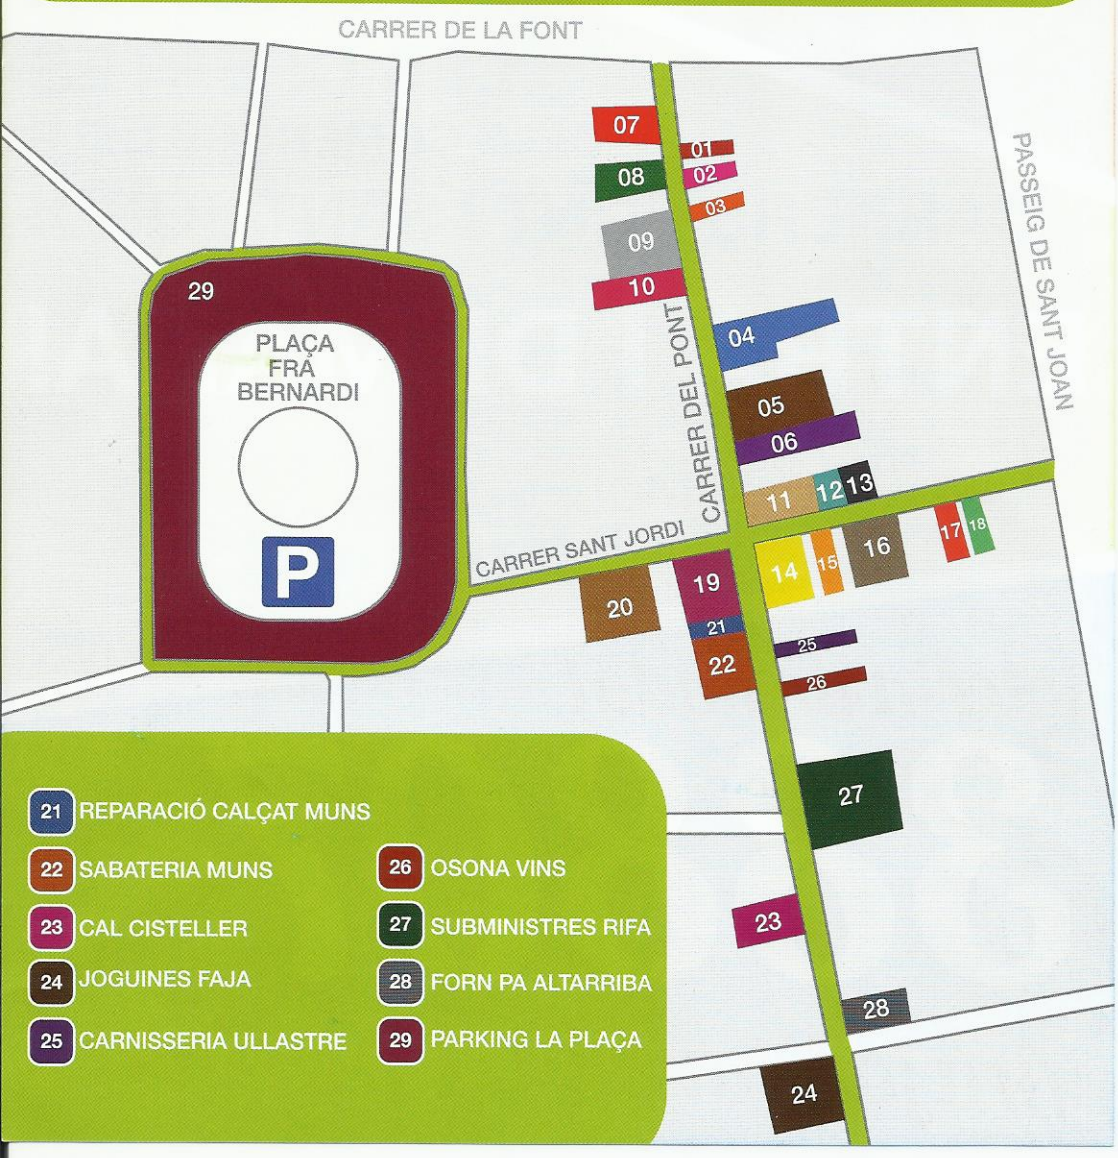 CARRER DE LA FONT
PASSEIG DE SANT JOAN
07
01
08
02
03
09
10
29
04
PLAÇA
FRA
BERNARDI
P
CARRER DEL PONT
05
06
11
12
13
CARRER SANT JORDI
14
15
16
17
18
19
20
21
22
25
26
27
23
28
24
21 REPARACIÓ CALÇAT MUNS
22 SABATERIA MUNS
23 CAL CISTELLER
24 JOGUINES FAJA
25 CARNISSERIA ULLASTRE
26 OSONA VINS
27 SUBMINISTRES RIFA
28 FORN PA ALTARRIBA
29 PARKING LA PLAÇA